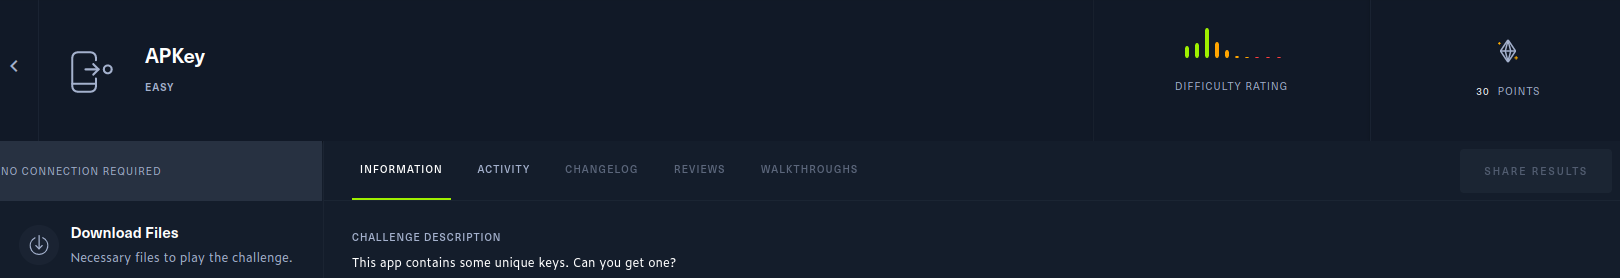 APKey
EASY
DIFFICULTY RATING
30 POINTS
NO CONNECTION REQUIRED
INFORMATION ACTIVITY CHANGELOG REVIEWS WALKTHROUGHS
SHARE RESULTS
Download Files
Necessary files to play the challenge.
CHALLENGE DESCRIPTION
This app contains some unique keys. Can you get one?